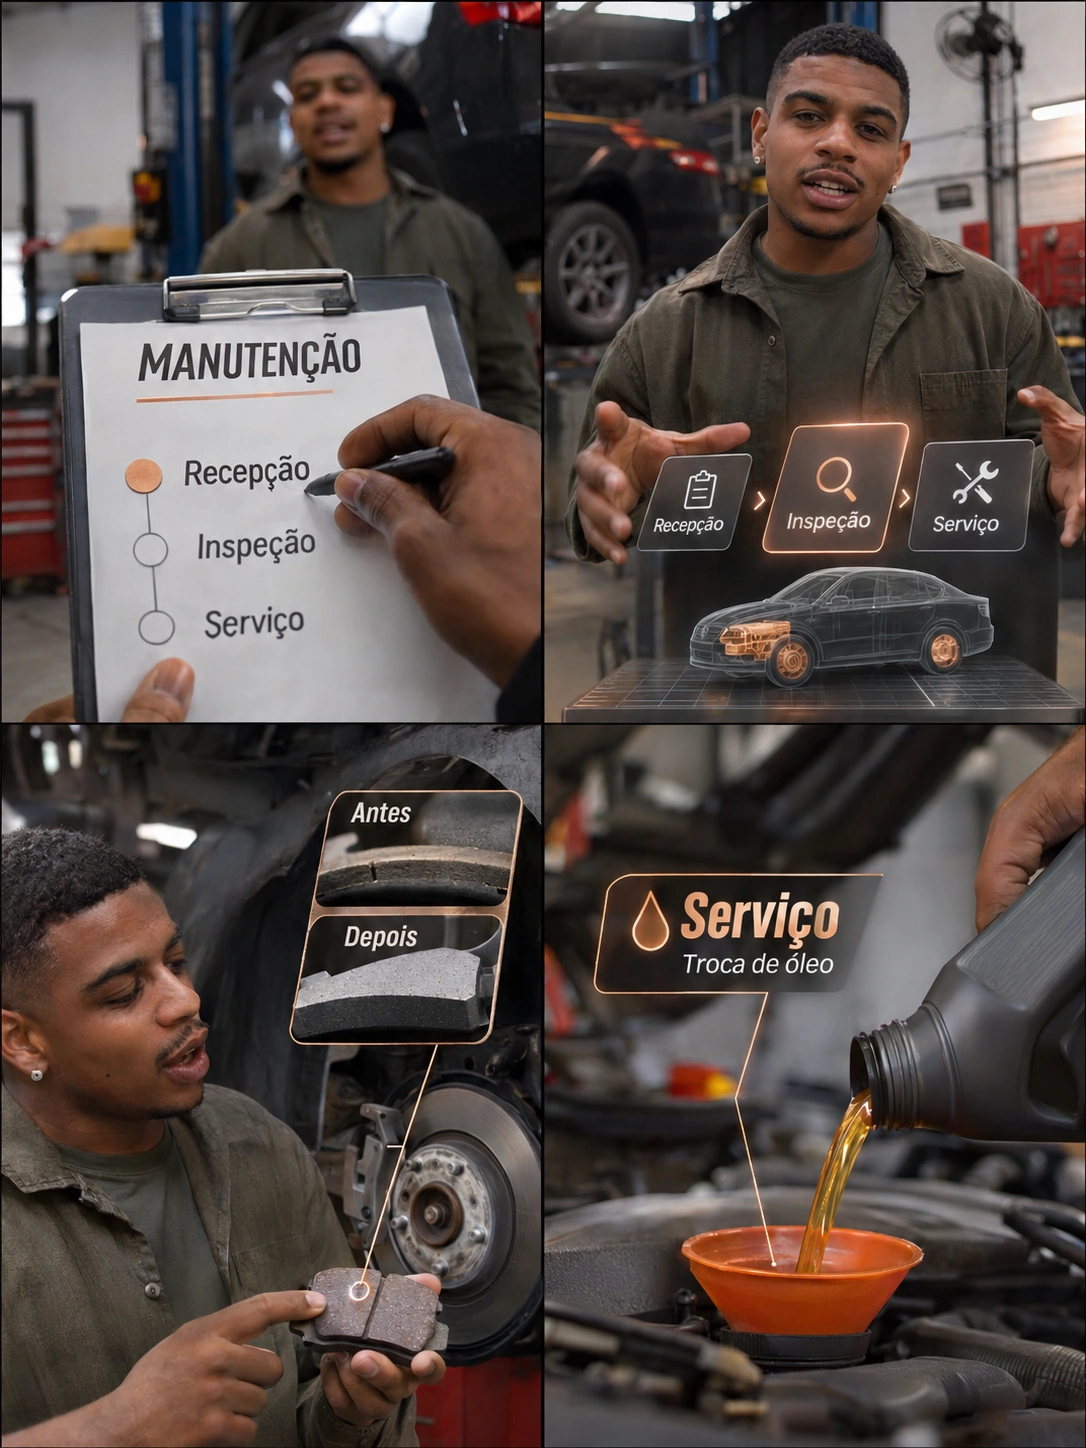 MANUTENÇÃO
Recepção
Inspeção
Serviço
Recepção
Inspeção
Serviço
Antes
Depois
Serviço
Troca de óleo